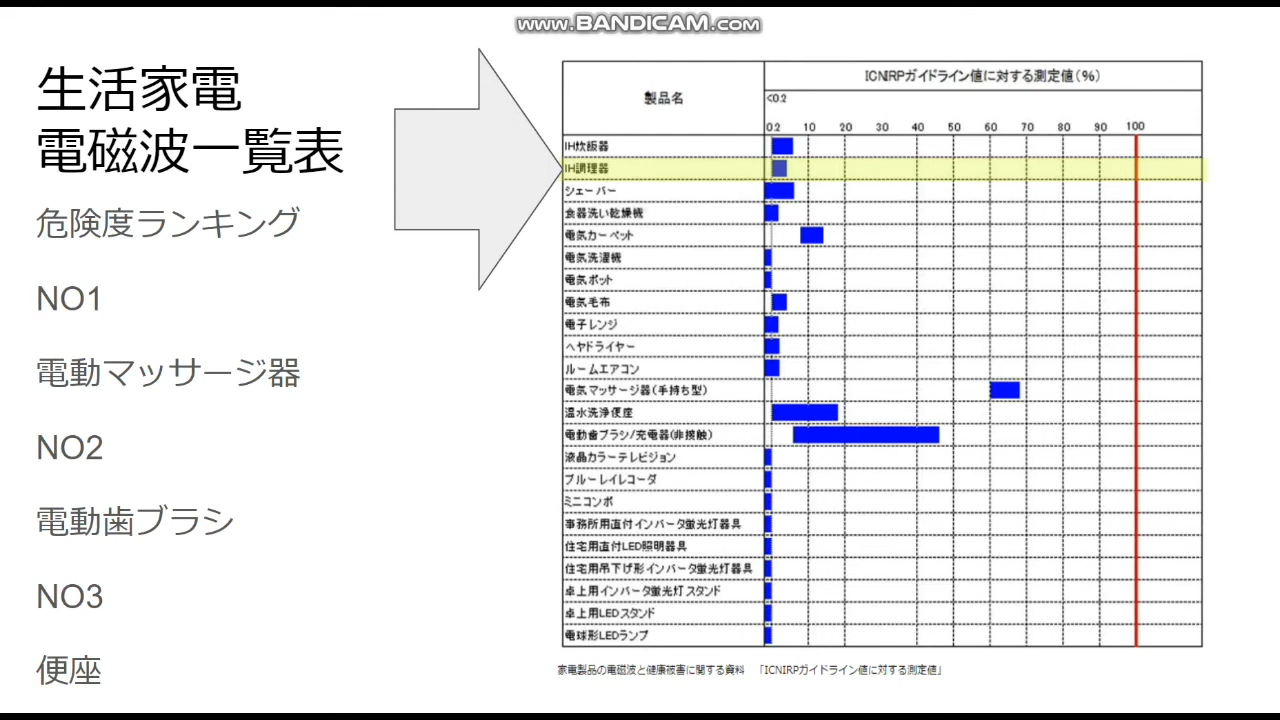 www.BANDICAM.com
生活家電
電磁波一覧表
危険度ランキング
NO1
電動マッサージ器
NO2
電動歯ブラシ
NO3
便座
製品名
ICNIRPガイドライン値に対する測定値(%)
<0.2
0.2 10 20 30 40 50 60 70 80 90 100
IH炊飯器
IH調理器
シェーバー
食器洗い乾燥機
電気カーペット
電気洗濯機
電気ポット
電気毛布
電子レンジ
ヘヤドライヤー
ルームエアコン
電気マッサージ器(手持ち型)
温水洗浄便座
電動歯ブラシ/充電器(非接触)
液晶カラーテレビジョン
ブルーレイレコーダ
ミニコンポ
事務所用直付インバータ蛍光灯器具
住宅用直付LED照明器具
住宅用吊下げ形インバータ蛍光灯器具
卓上用インバータ蛍光灯スタンド
卓上用LEDスタンド
電球形LEDランプ
家電製品の電磁波と健康被害に関する資料 「ICNIRPガイドライン値に対する測定値」